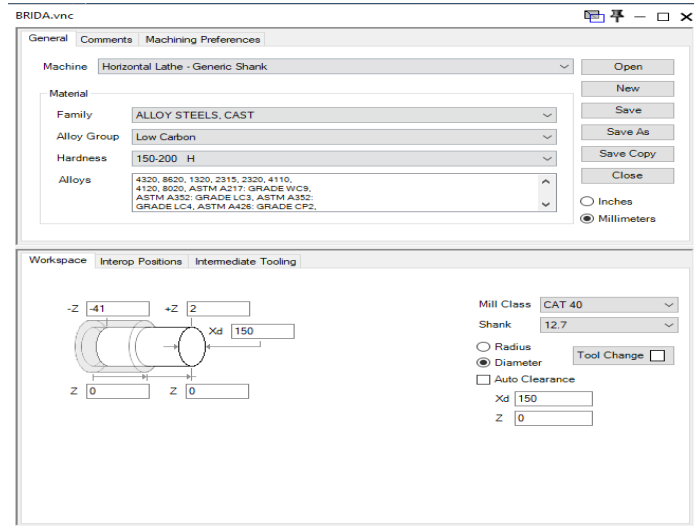 BRIDA.vnc
General Comments Machining Preferences
Machine Horizontal Lathe - Generic Shank Open
New
Material
Family ALLOY STEELS, CAST Save
Alloy Group Low Carbon Save As
Hardness 150-200 H Save Copy
Alloys 4320, 8620, 1320, 2315, 2320, 4110, Close
4120, 8020, ASTM A217: GRADE WC9,
ASTM A352: GRADE LC3, ASTM A352:
GRADE LC4, ASTM A426: GRADE CP2,
Inches
Millimeters
Workspace Interop Positions Intermediate Tooling
-Z -41 +Z 2 Mill Class CAT 40
Xd 150 Shank 12.7
Radius
Diameter Tool Change
Auto Clearance
Z 0 Z 0 Xd 150
Z 0